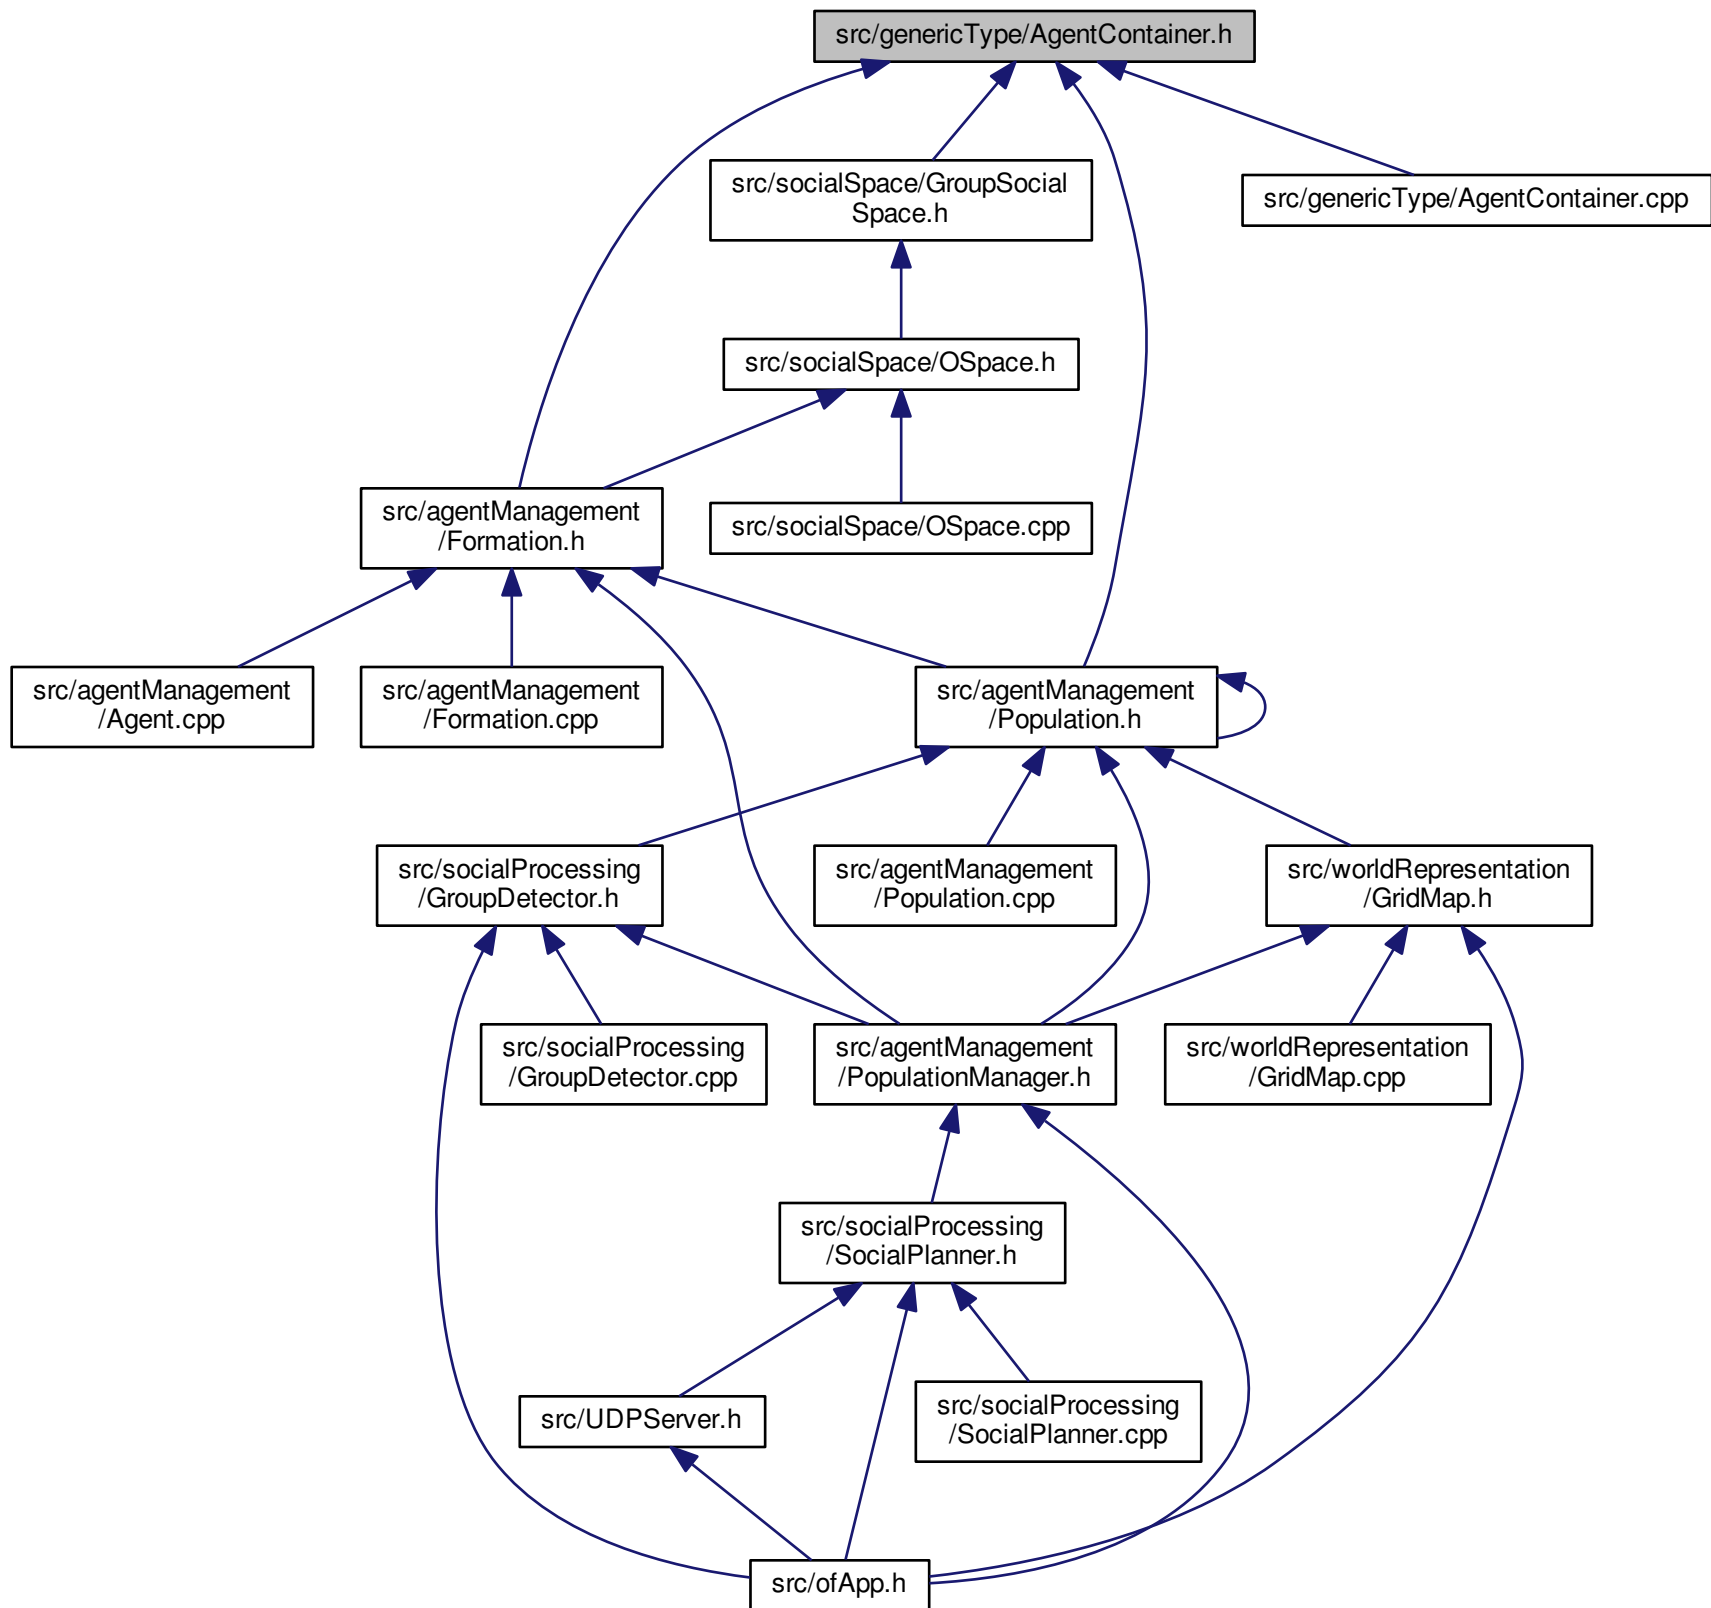 src/genericType/AgentContainer.h
src/socialSpace/GroupSocial
Space.h
src/genericType/AgentContainer.cpp
src/socialSpace/OSpace.h
src/agentManagement
/Formation.h
src/socialSpace/OSpace.cpp
src/agentManagement
/Agent.cpp
src/agentManagement
/Formation.cpp
src/agentManagement
/Population.h
src/socialProcessing
/GroupDetector.h
src/agentManagement
/Population.cpp
src/worldRepresentation
/GridMap.h
src/socialProcessing
/GroupDetector.cpp
src/agentManagement
/PopulationManager.h
src/worldRepresentation
/GridMap.cpp
src/socialProcessing
/SocialPlanner.h
src/UDPServer.h
src/socialProcessing
/SocialPlanner.cpp
src/ofApp.h